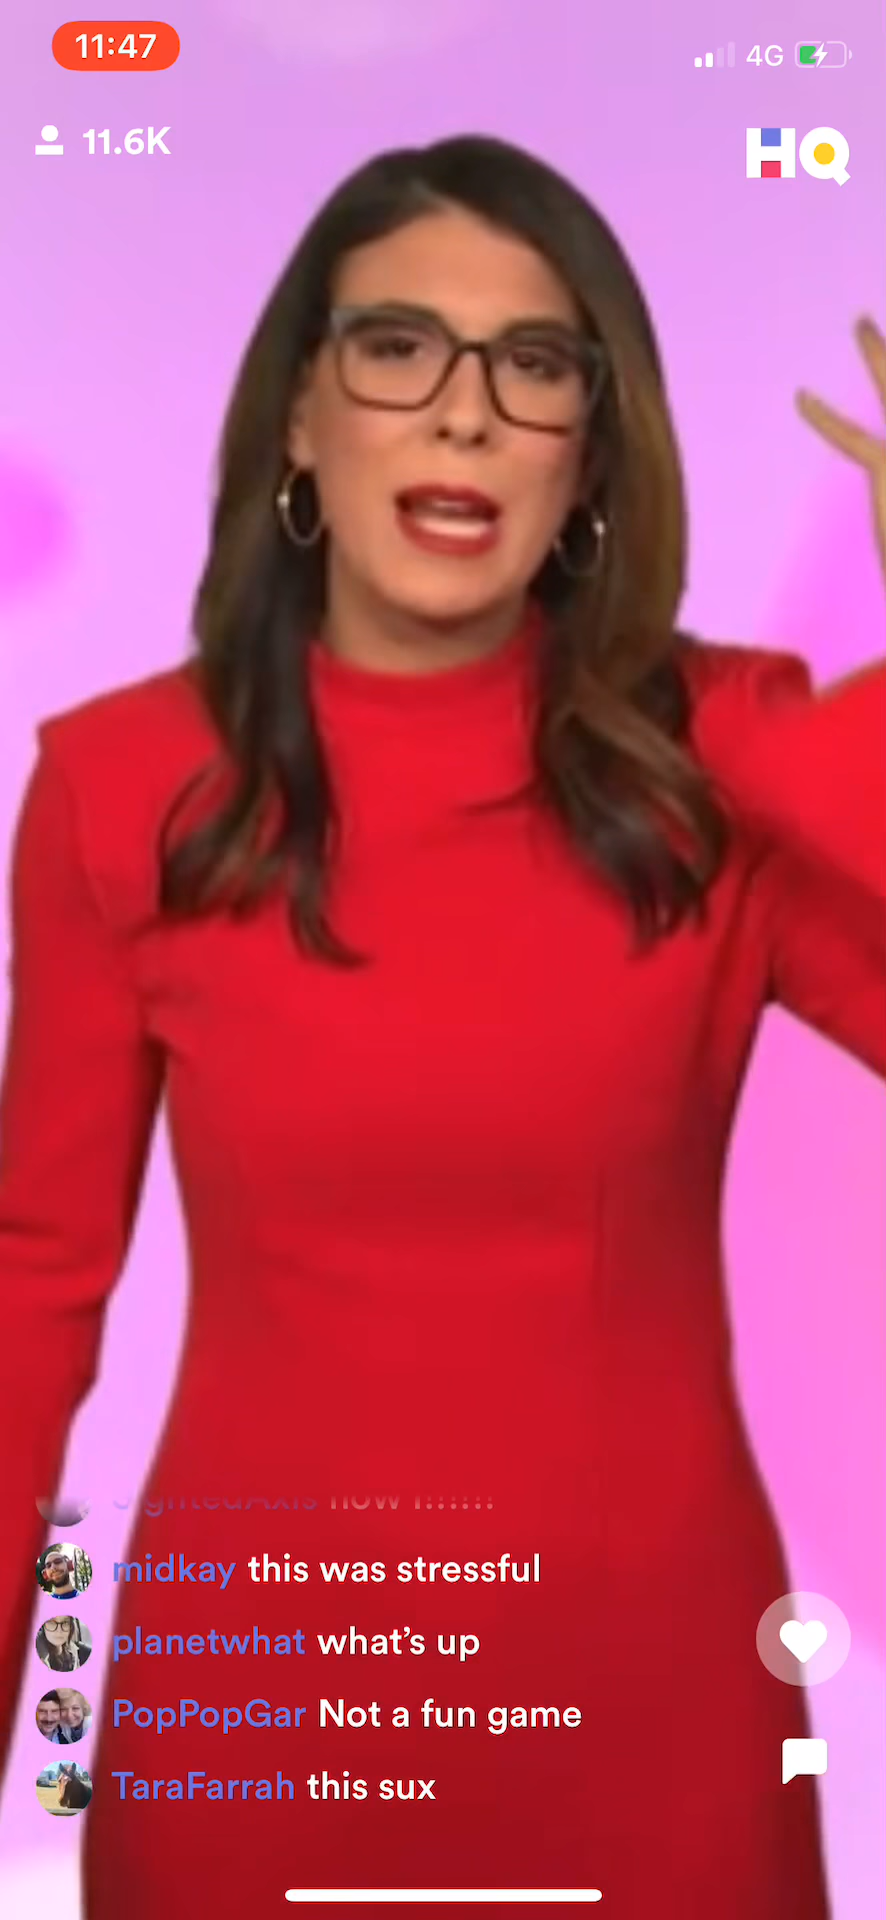 11:47
4G
11.6K
HQ
midkay this was stressful
planetwhat what’s up
PopPopGar Not a fun game
TaraFarrah this sux